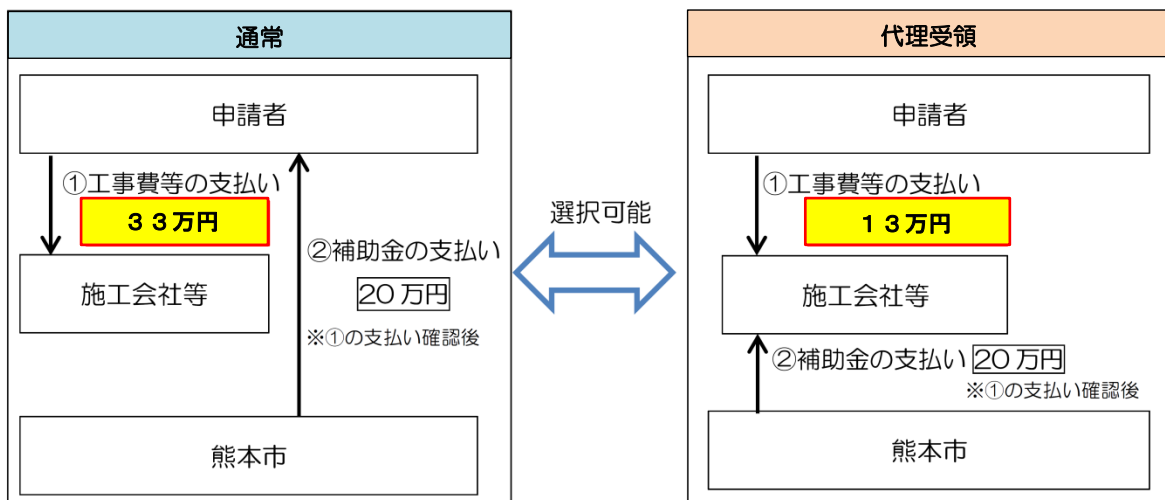 通常
申請者
①工事費等の支払い
３３万円
②補助金の支払い
20 万円
※①の支払い確認後
施工会社等
熊本市
選択可能
代理受領
申請者
①工事費等の支払い
１３万円
施工会社等
②補助金の支払い 20 万円
※①の支払い確認後
熊本市